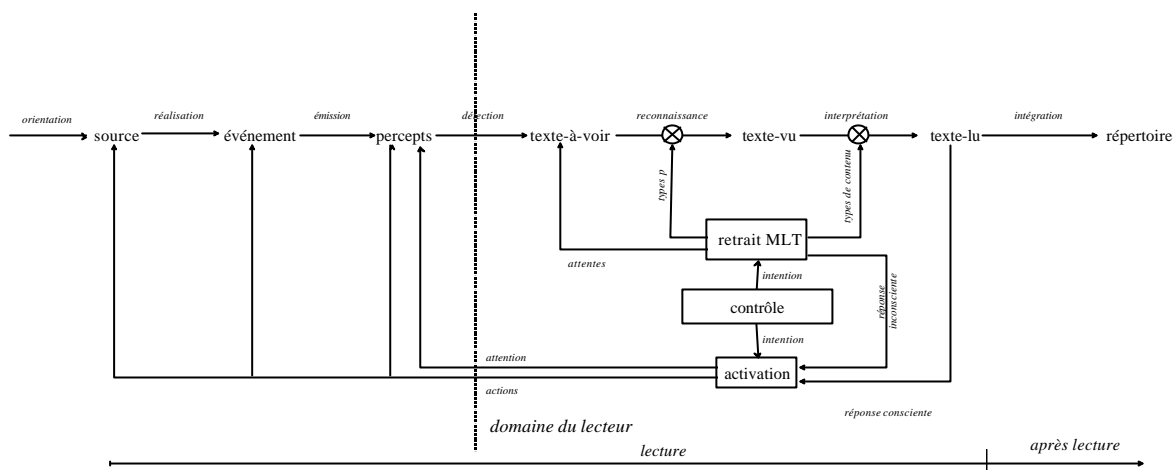 orientation
réalisation
émission
détection
reconnaissance
interprétation
intégration
source
événement
percepts
texte-à-voir
texte-vu
texte-lu
répertoire
types p
types de contenu
retrait MLT
attentes
intention
contrôle
réponse
inconsciente
intention
attention
activation
actions
réponse consciente
domaine du lecteur
lecture
après lecture